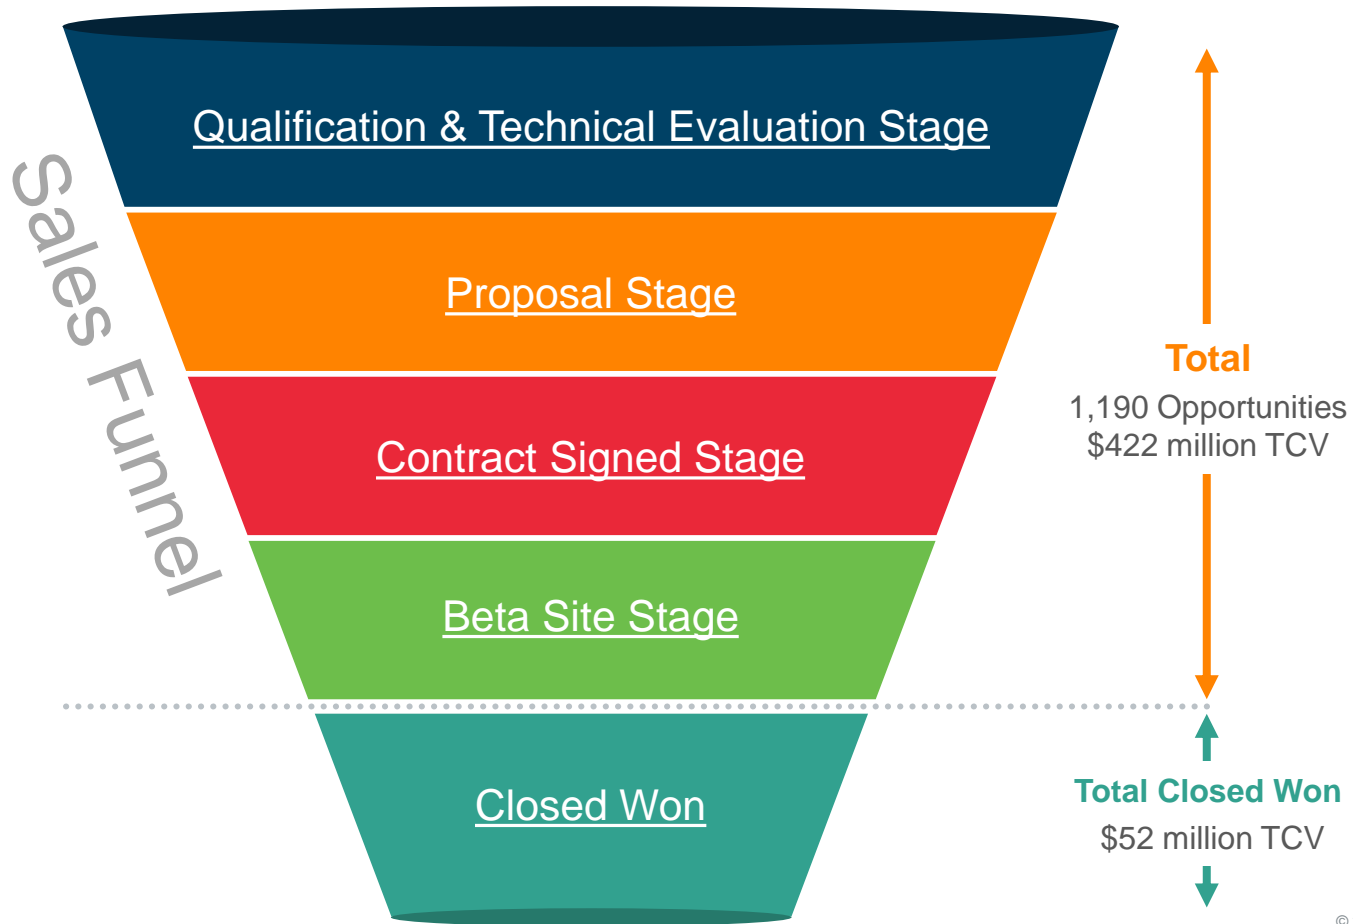 Qualification & Technical Evaluation Stage
Sales Funnel
Proposal Stage
Total
1,190 Opportunities
$422 million TCV
Contract Signed Stage
Beta Site Stage
Closed Won
Total Closed Won
$52 million TCV
©